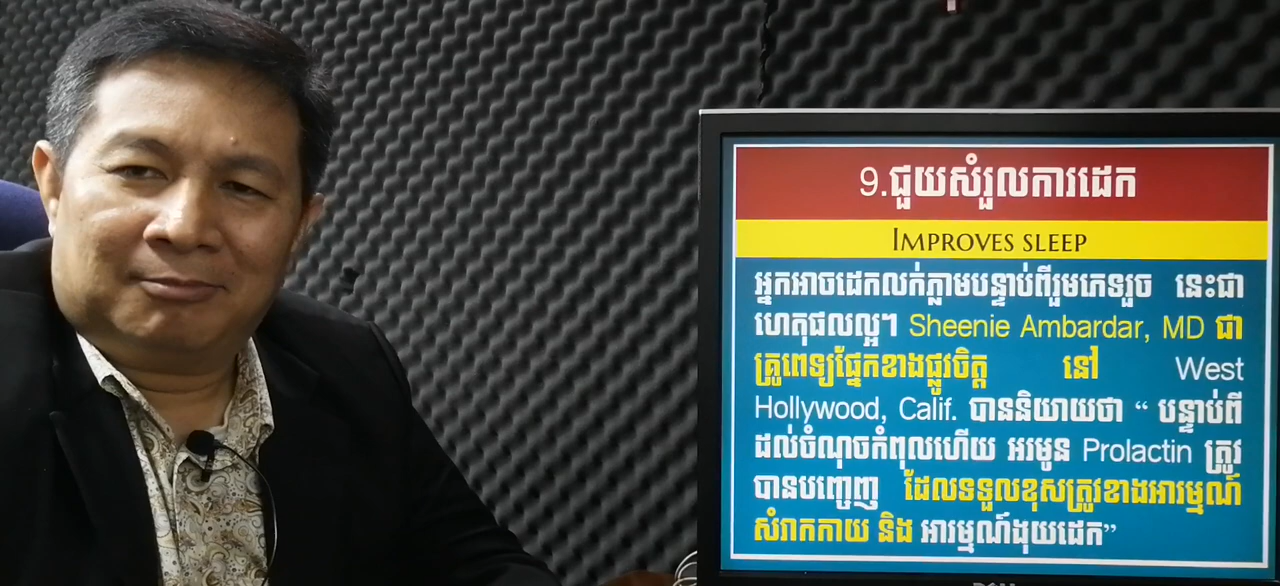 9.ជួយសំរួលការដេក
IMPROVES SLEEP
អ្នកអាចដេកលក់ភ្លាមបន្ទាប់ពីរួមភេទរួច នេះជា
ហេតុផលល្អ។ Sheenie Ambardar, MD ជា
គ្រូពេទ្យផ្នែកខាងផ្លូវចិត្ត នៅ West
Hollywood, Calif. បាននិយាយថា “ បន្ទាប់ពី
ដល់ចំណុចកំពុលហើយ អរមូន Prolactin ត្រូវ
បានបញ្ចេញ ដែលទទួលខុសត្រូវខាងអារម្មណ៍
សំរាកកាយ និង អារម្មណ៍ងុយដេក”